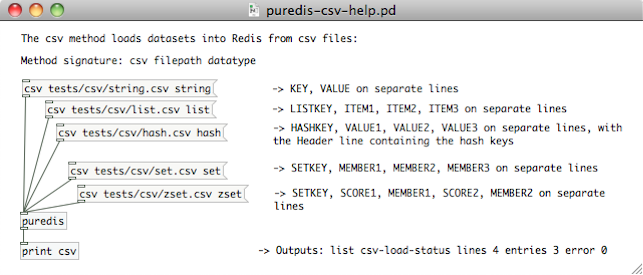 puredis-csv-help.pd
The csv method loads datasets into Redis from csv files:
Method signature: csv filepath datatype
csv tests/csv/string.csv string
-> KEY, VALUE on separate lines
csv tests/csv/list.csv list
-> LISTKEY, ITEM1, ITEM2, ITEM3 on separate lines
csv tests/csv/hash.csv hash
-> HASHKEY, VALUE1, VALUE2, VALUE3 on separate lines, with
the Header line containing the hash keys
csv tests/csv/set.csv set
-> SETKEY, MEMBER1, MEMBER2, MEMBER3 on separate lines
csv tests/csv/zset.csv zset
-> SETKEY, SCORE1, MEMBER1, SCORE2, MEMBER2 on separate
lines
puredis
print csv
-> Outputs: list csv-load-status lines 4 entries 3 error 0